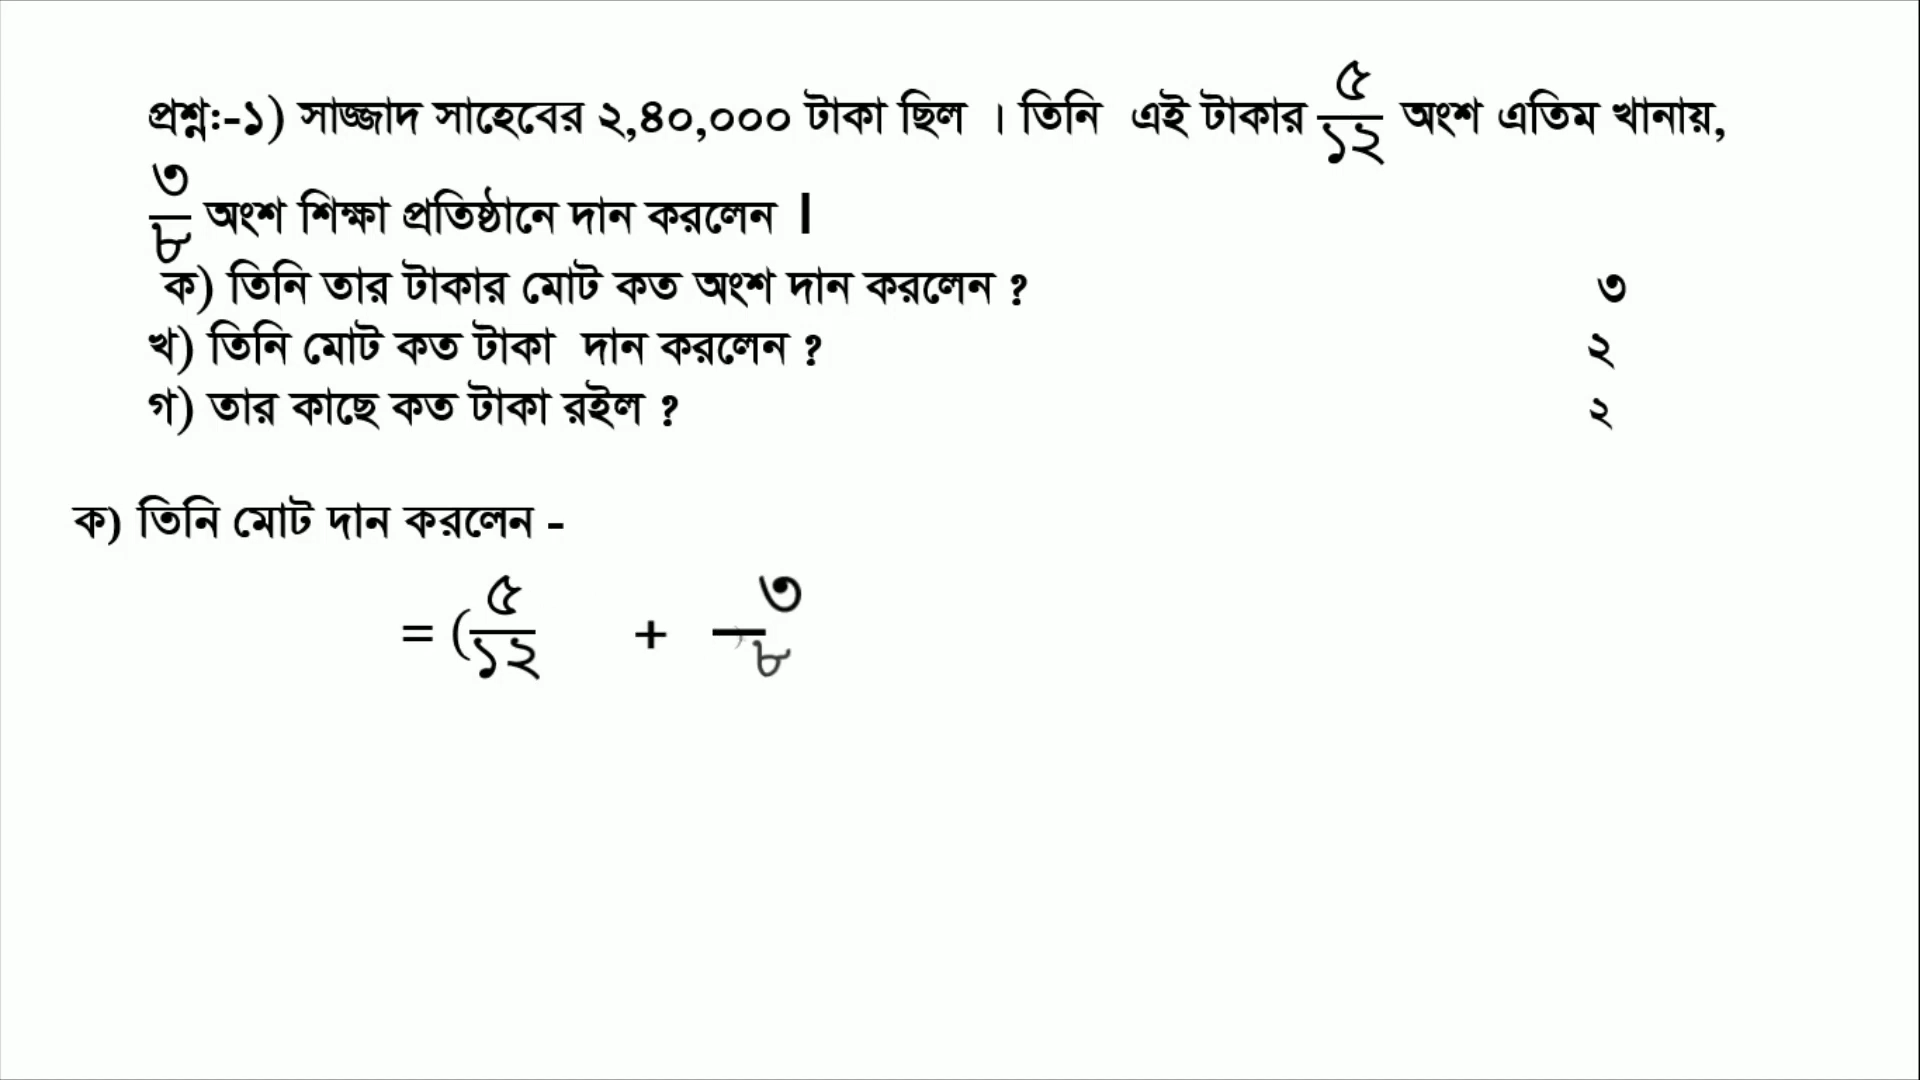 প্রশ্নঃ-১) সাজ্জাদ সাহেবের ২,৪০,০০০ টাকা ছিল । তিনি এই টাকার ৫/১২ অংশ এতিম খানায়,
৩/৮ অংশ শিক্ষা প্রতিষ্ঠানে দান করলেন ।
ক) তিনি তার টাকার মোট কত অংশ দান করলেন ? ৩
খ) তিনি মোট কত টাকা দান করলেন ? ২
গ) তার কাছে কত টাকা রইল ? ২
ক) তিনি মোট দান করলেন -
= (৫/১২ + ৩/৮